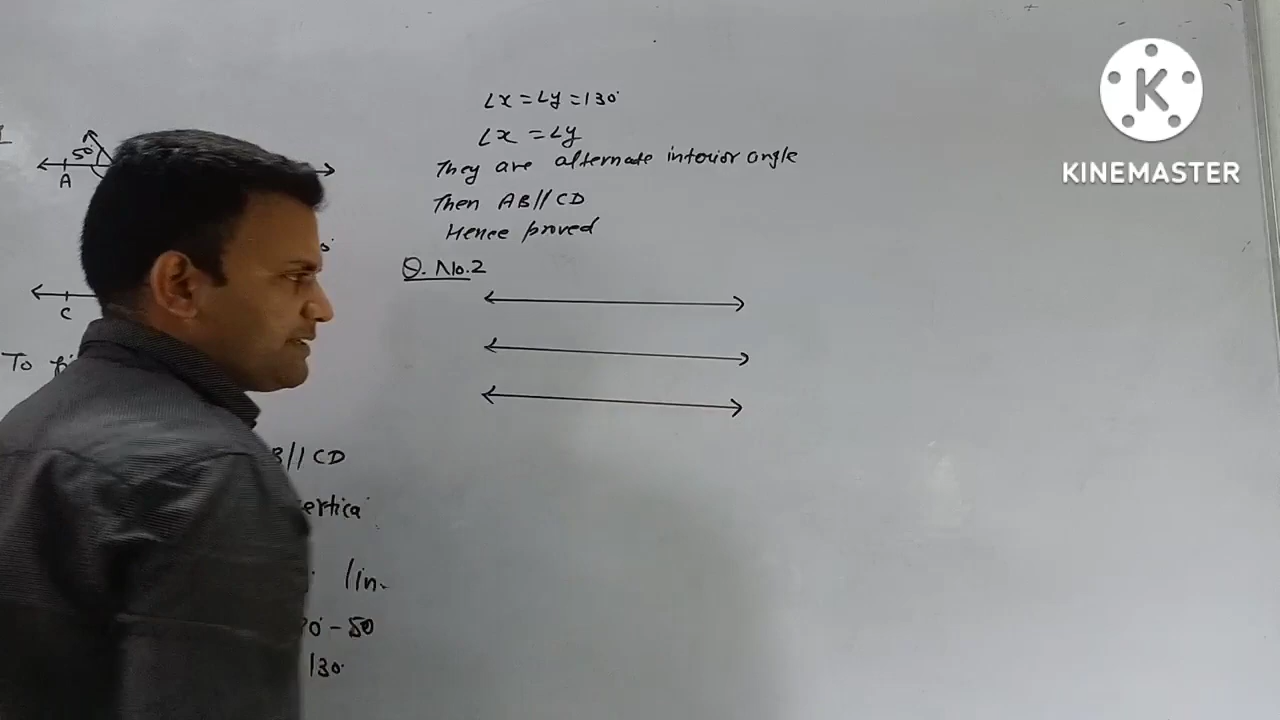 50°
A
C
To
B//CD
ertica
lin.
0° - 50
130°
∠x = ∠y = 130°
∠x = ∠y
They are alternate interior angle
Then AB//CD
Hence proved
Q. No. 2
K
KINEMASTER